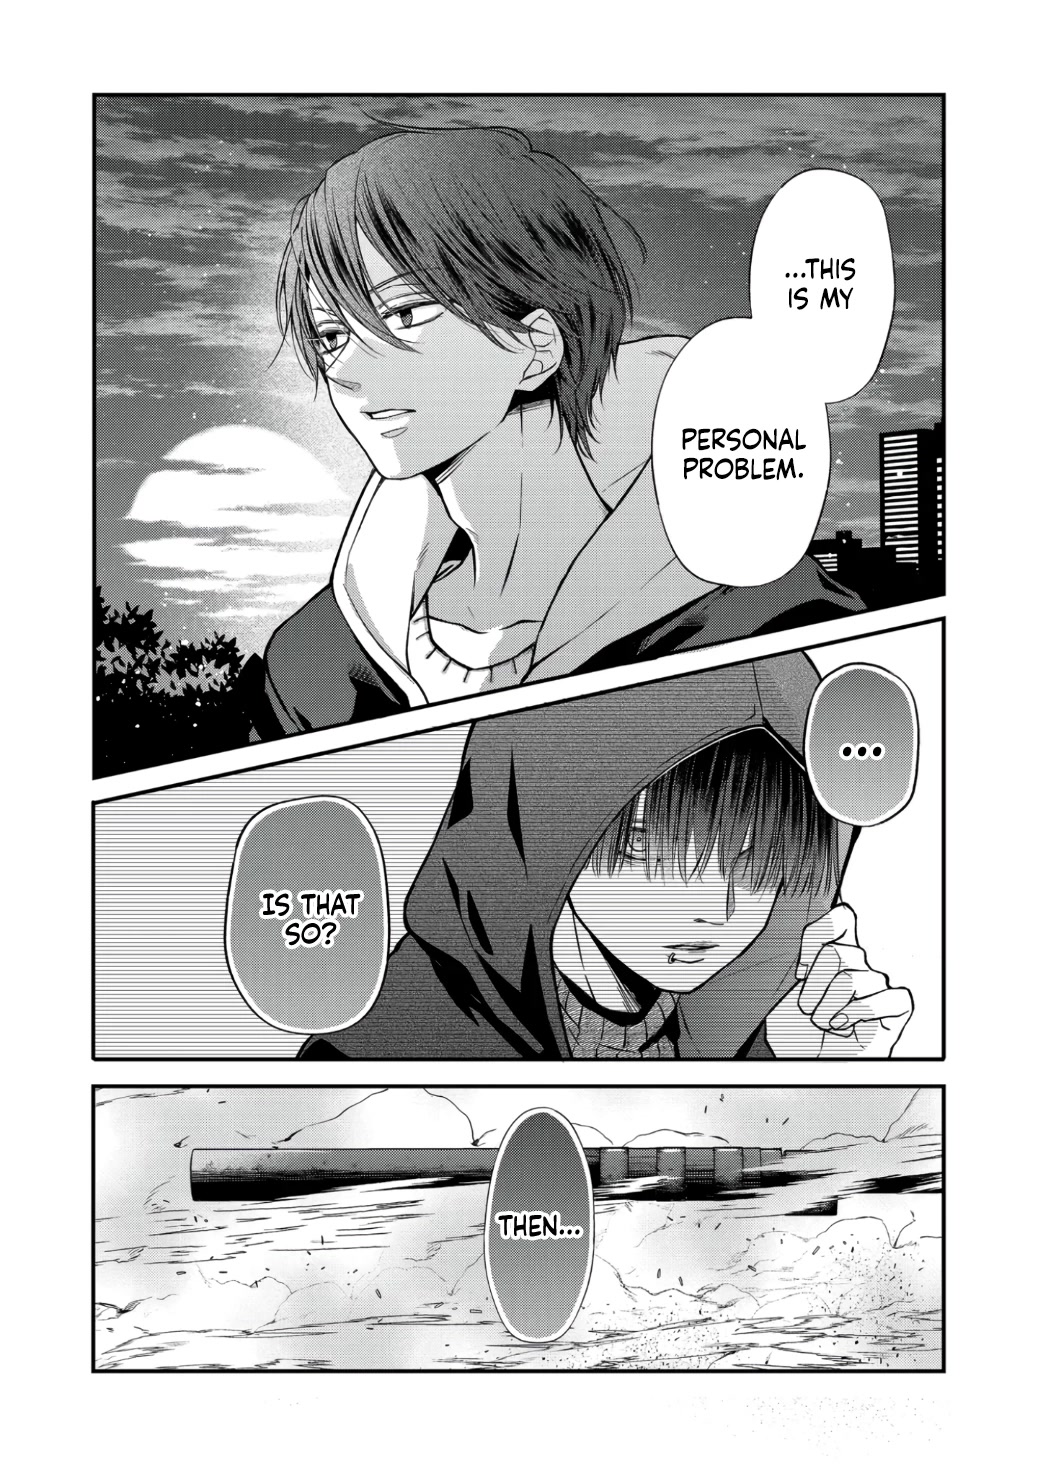 ...THIS
IS MY
PERSONAL
PROBLEM.
...
IS THAT
SO?
THEN...